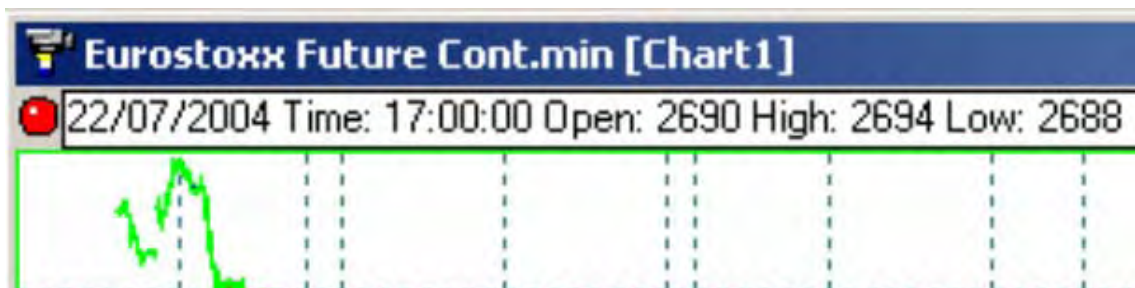 Eurostoxx Future Cont.min [Chart1]
22/07/2004 Time: 17:00:00 Open: 2690 High: 2694 Low: 2688